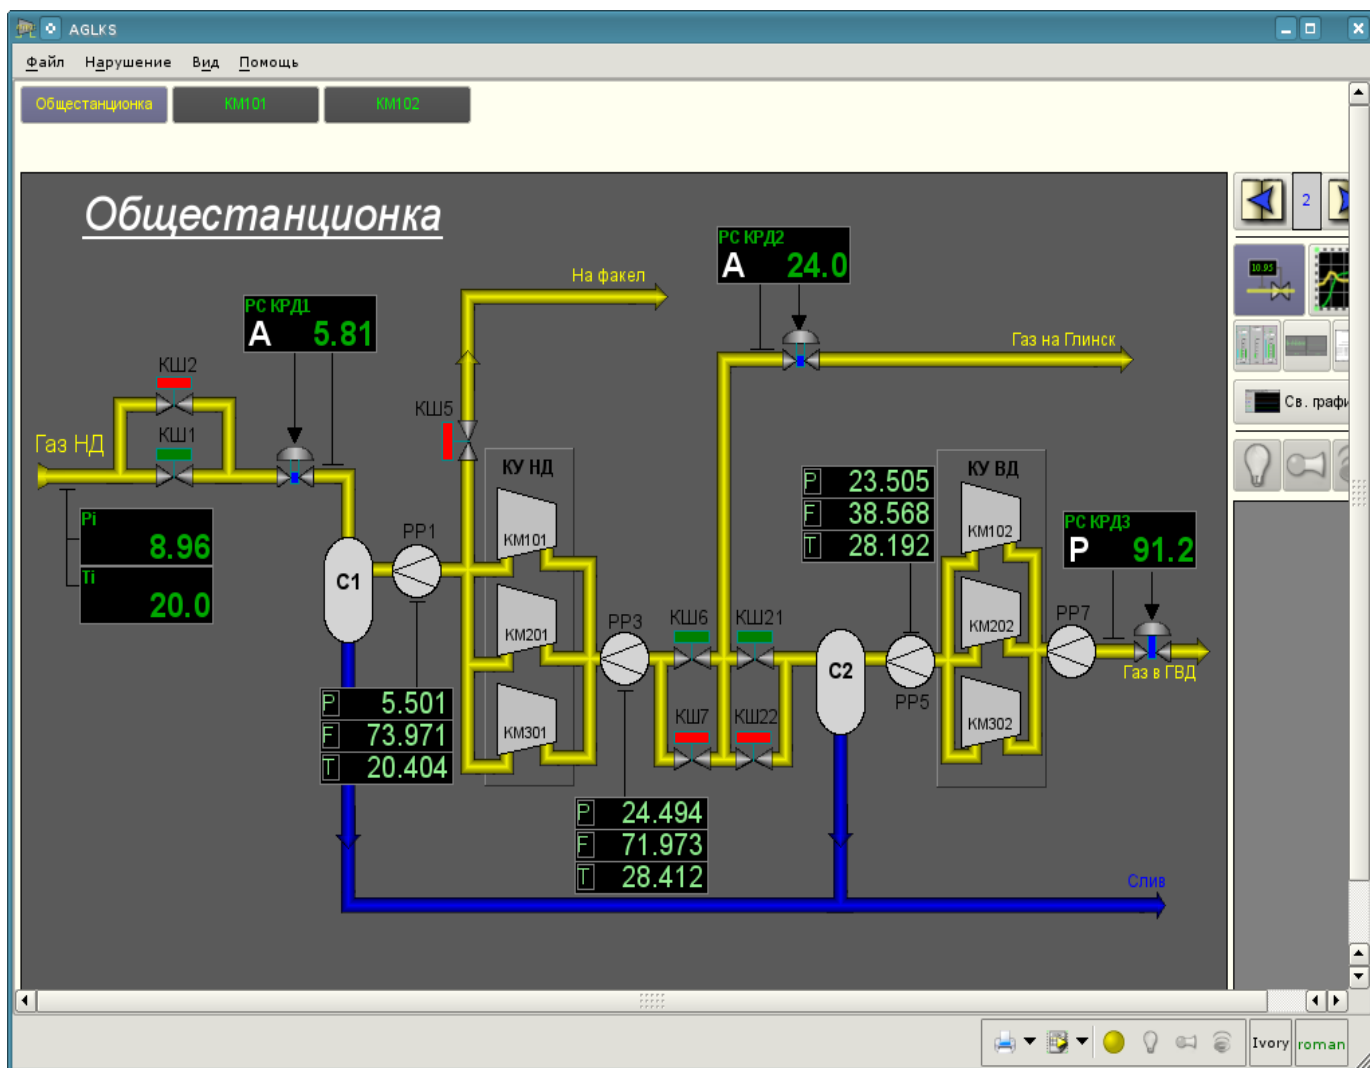 AGLKS
Файл Нарушение Вид Помощь
Общестанционка КМ101 КМ102
Общестанционка
2
РС КРД2
А 24.0
На факел
РС КРД1
А 5.81
Газ на Глинск
10.95
КШ2
Св. графи
КШ5
КШ1
Газ НД
КУ НД
КУ ВД
P 23.505
F 38.568
T 28.192
Pi
8.96
Ti
20.0
РР1
КМ101
КМ102
РС КРД3
Р 91.2
С1
КМ201
РР3
КШ6
КШ21
КМ202
РР7
С2
Газ в ГВД
РР5
P 5.501
F 73.971
T 20.404
КМ301
КШ7
КШ22
КМ302
P 24.494
F 71.973
T 28.412
Слив
Ivory roman